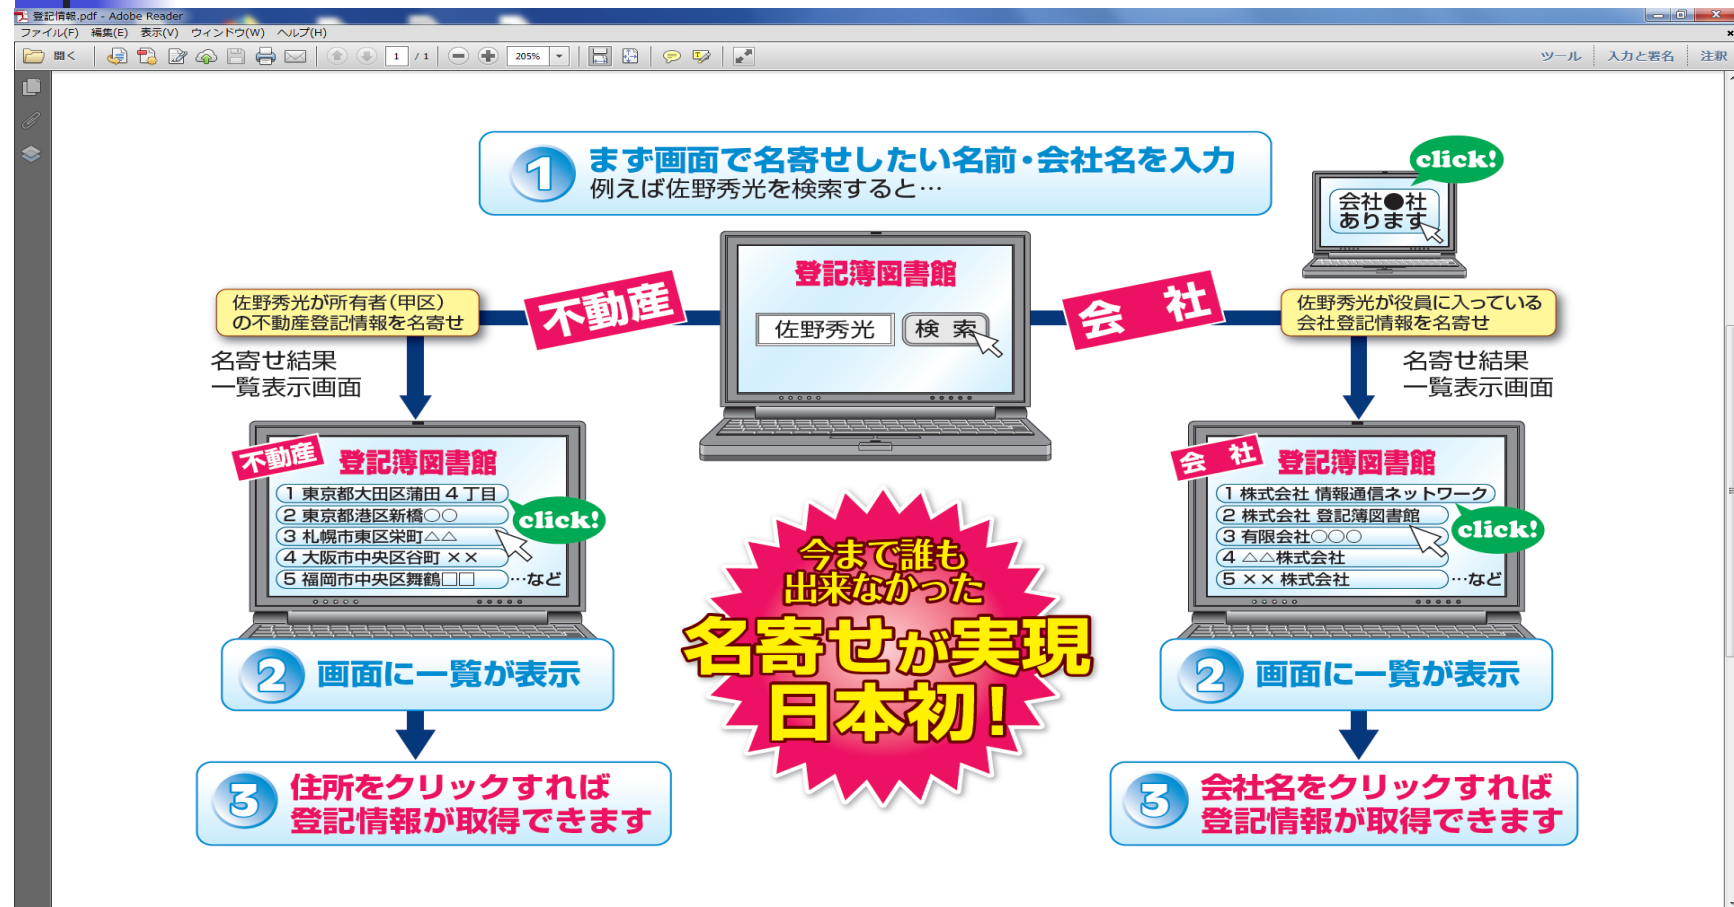 登記情報.pdf - Adobe Reader
ファイル(F) 編集(E) 表示(V) ウィンドウ(W) ヘルプ(H)
開く 1 / 1 205% ツール 入力と署名 注釈
1 まず画面で名寄せしたい名前・会社名を入力
例えば佐野秀光を検索すると…
click!
会社●社
あります
登記簿図書館
佐野秀光 検 索
不動産
会 社
佐野秀光が所有者(甲区)
の不動産登記情報を名寄せ
名寄せ結果
一覧表示画面
佐野秀光が役員に入っている
会社登記情報を名寄せ
名寄せ結果
一覧表示画面
不動産 登記簿図書館
1 東京都大田区蒲田4丁目
2 東京都港区新橋○○
3 札幌市東区栄町△△
4 大阪市中央区谷町××
5 福岡市中央区舞鶴□□ …など
click!
2 画面に一覧が表示
3 住所をクリックすれば
登記情報が取得できます
今まで誰も
出来なかった
名寄せが実現
日本初!
会 社 登記簿図書館
1 株式会社 情報通信ネットワーク
2 株式会社 登記簿図書館
3 有限会社○○○
4 △△株式会社
5 ××株式会社 …など
click!
2 画面に一覧が表示
3 会社名をクリックすれば
登記情報が取得できます